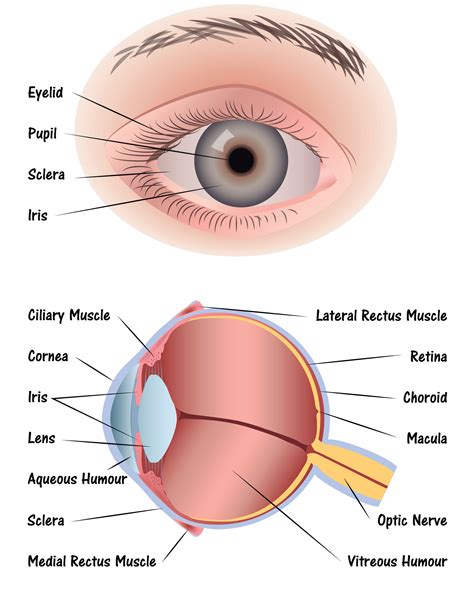 Eyelid
Pupil
Sclera
Iris
Ciliary Muscle
Lateral Rectus Muscle
Cornea
Retina
Iris
Choroid
Lens
Macula
Aqueous Humour
Sclera
Optic Nerve
Medial Rectus Muscle
Vitreous Humour